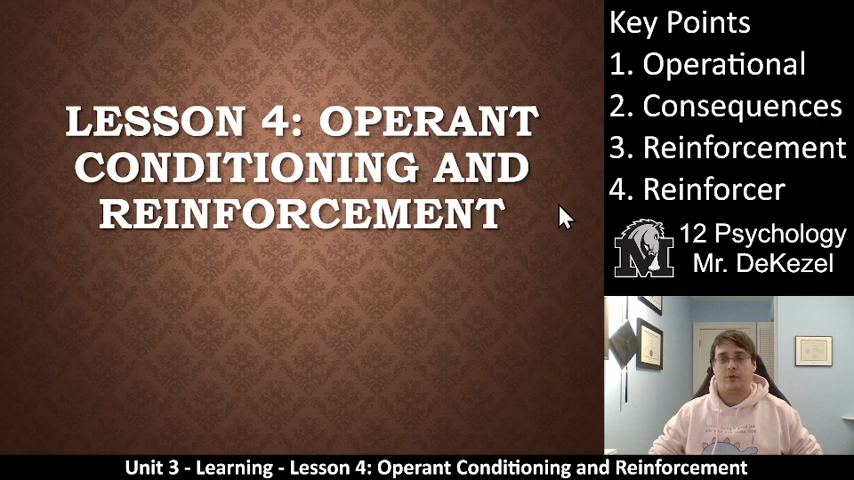 LESSON 4: OPERANT
CONDITIONING AND
REINFORCEMENT
Key Points
1. Operational
2. Consequences
3. Reinforcement
4. Reinforcer
M
12 Psychology
Mr. DeKezel
Unit 3 - Learning - Lesson 4: Operant Conditioning and Reinforcement